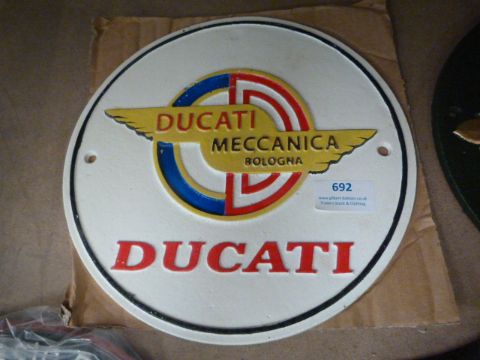 DUCATI
MECCANICA
BOLOGNA
692
DUCATI